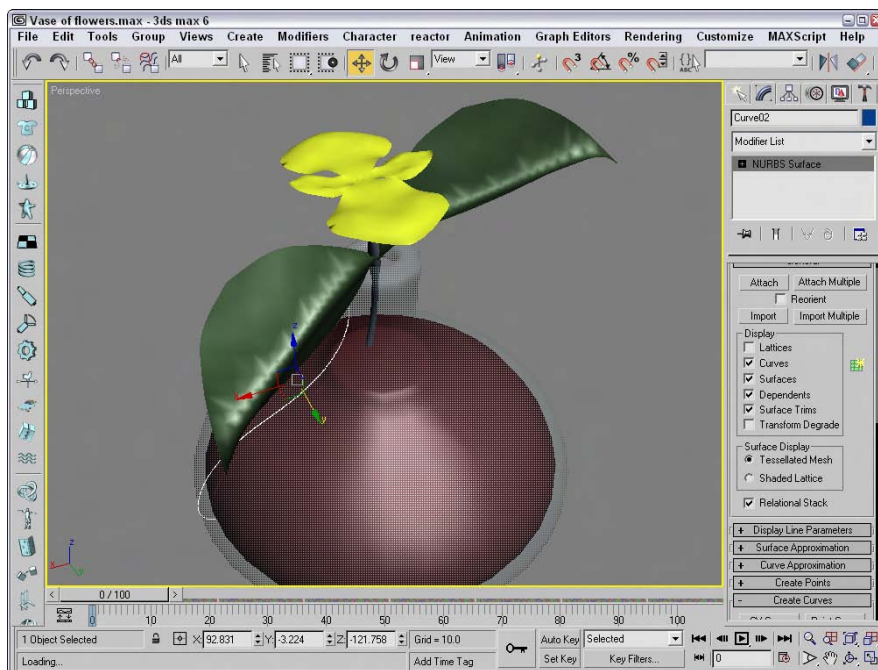 Vase of flowers.max - 3ds max 6
File Edit Tools Group Views Create Modifiers Character reactor Animation Graph Editors Rendering Customize MAXScript Help
All View
Perspective
Curve02
Modifier List
NURBS Surface
General
Attach Attach Multiple
Reorient
Import Import Multiple
Display
Lattices
Curves
Surfaces
Dependents
Surface Trims
Transform Degrade
Surface Display
Tessellated Mesh
Shaded Lattice
Relational Stack
+ Display Line Parameters
+ Surface Approximation
+ Curve Approximation
+ Create Points
- Create Curves
z
x
y
z
x y
< 0 / 100 >
0 10 20 30 40 50 60 70 80 90 100
1 Object Selected X: 92.831 Y: -3.224 Z: -121.758 Grid = 10.0 Auto Key Selected
Loading... Add Time Tag Set Key Key Filters... 0